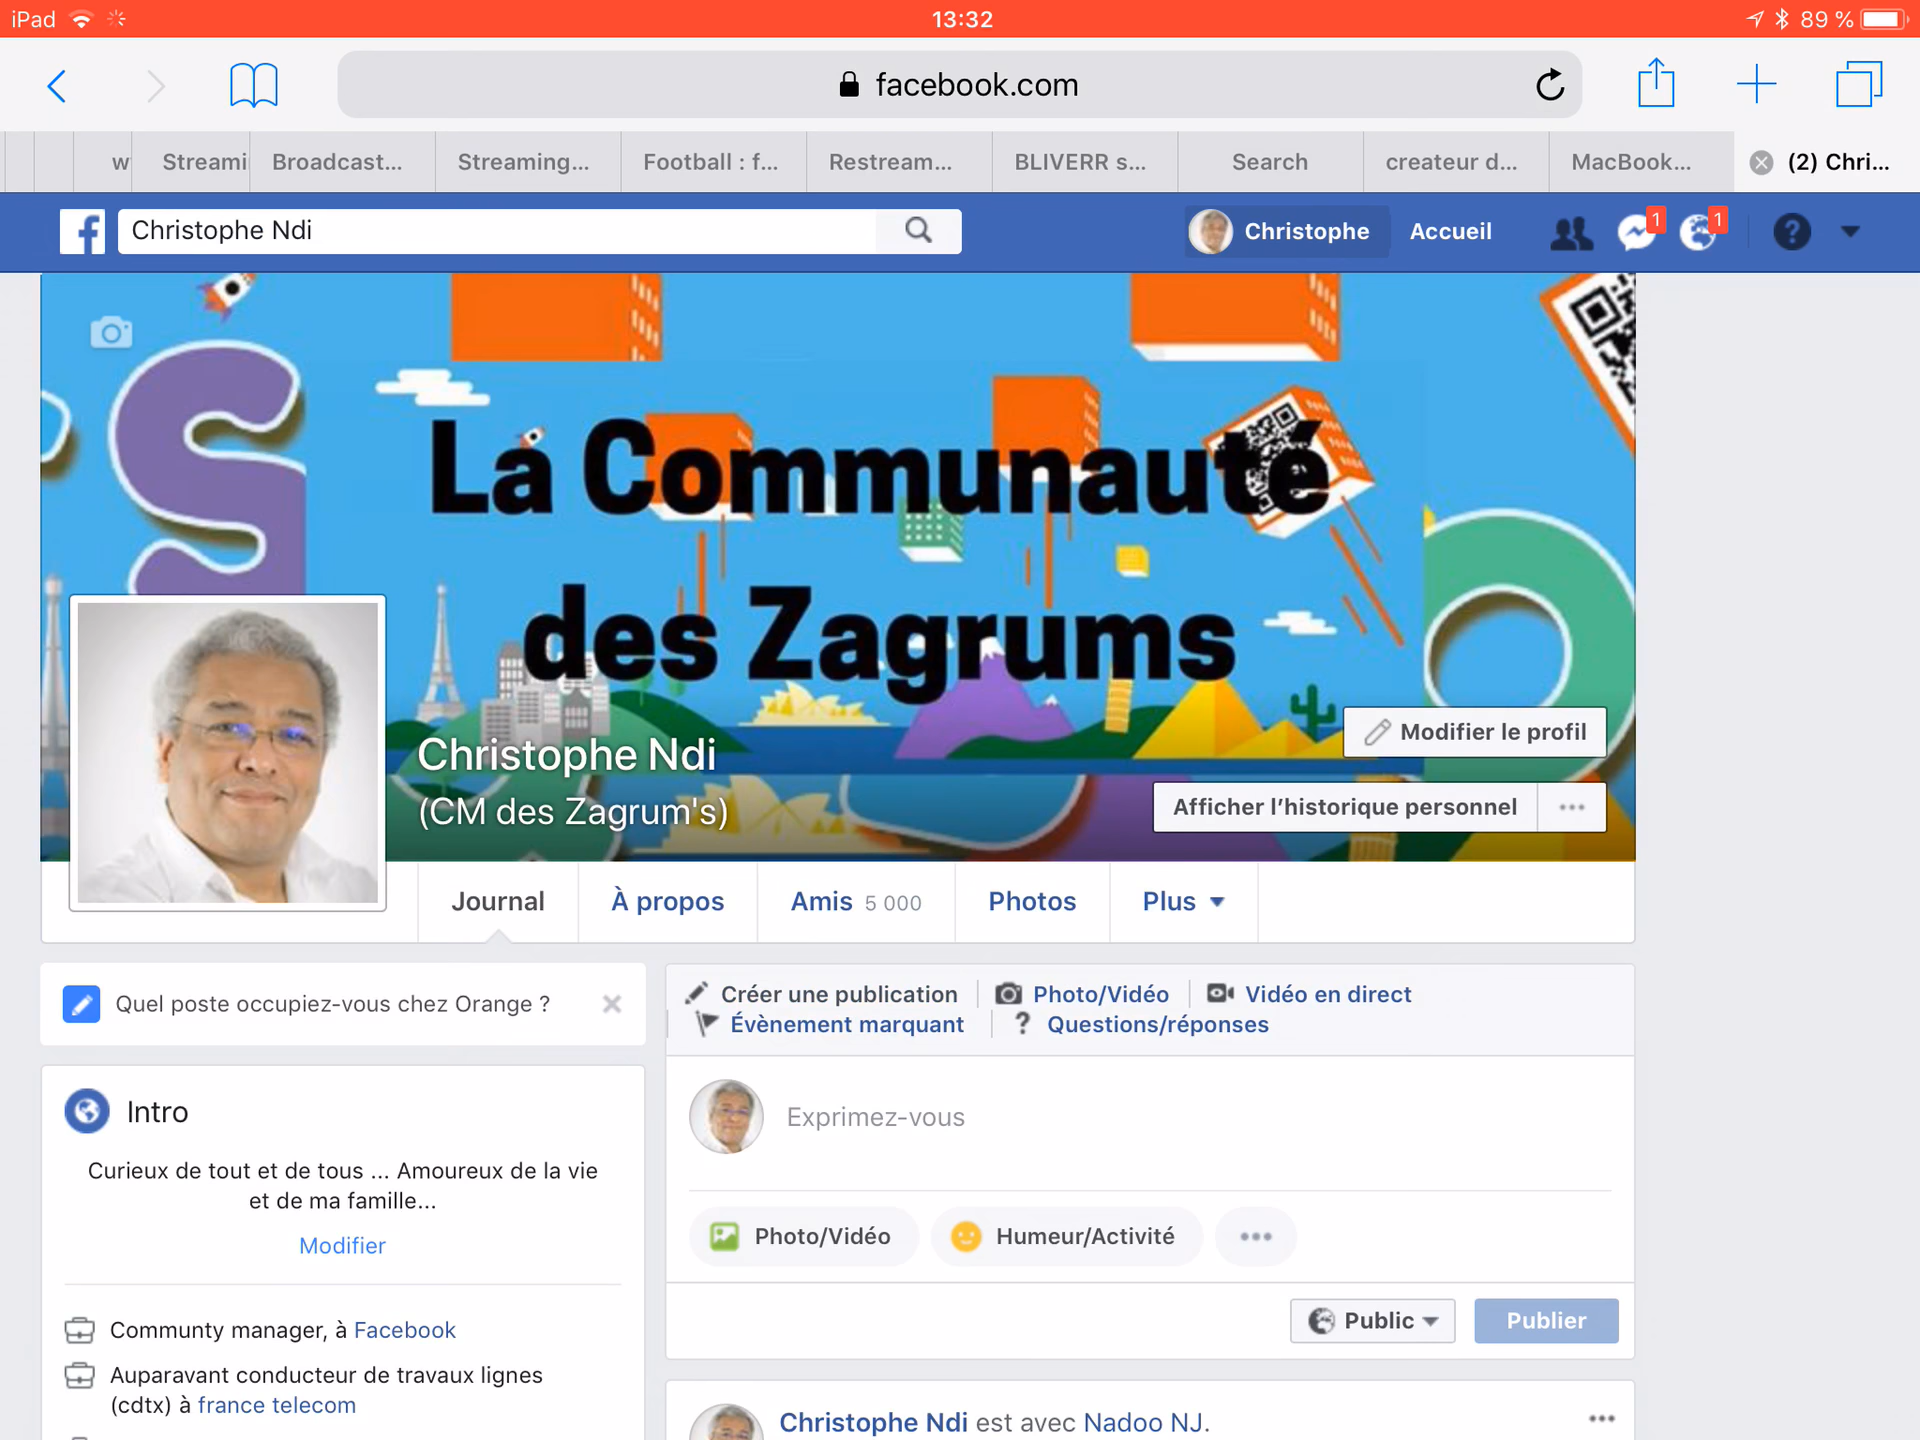 iPad 13:32 89 %
facebook.com
w Streami Broadcast... Streaming... Football : f... Restream... BLIVERR s... Search createur d... MacBook... (2) Chri...
Christophe Ndi Christophe Accueil 1 1 ?
La Communauté
des Zagrums
Modifier le profil
Christophe Ndi
(CM des Zagrum's)
Afficher l’historique personnel
Journal À propos Amis 5 000 Photos Plus
Quel poste occupiez-vous chez Orange ?
Créer une publication Photo/Vidéo Vidéo en direct
Évènement marquant ? Questions/réponses
Intro
Curieux de tout et de tous ... Amoureux de la vie
et de ma famille...
Modifier
Communty manager, à Facebook
Auparavant conducteur de travaux lignes
(cdtx) à france telecom
Exprimez-vous
Photo/Vidéo Humeur/Activité
Public Publier
Christophe Ndi est avec Nadoo NJ.